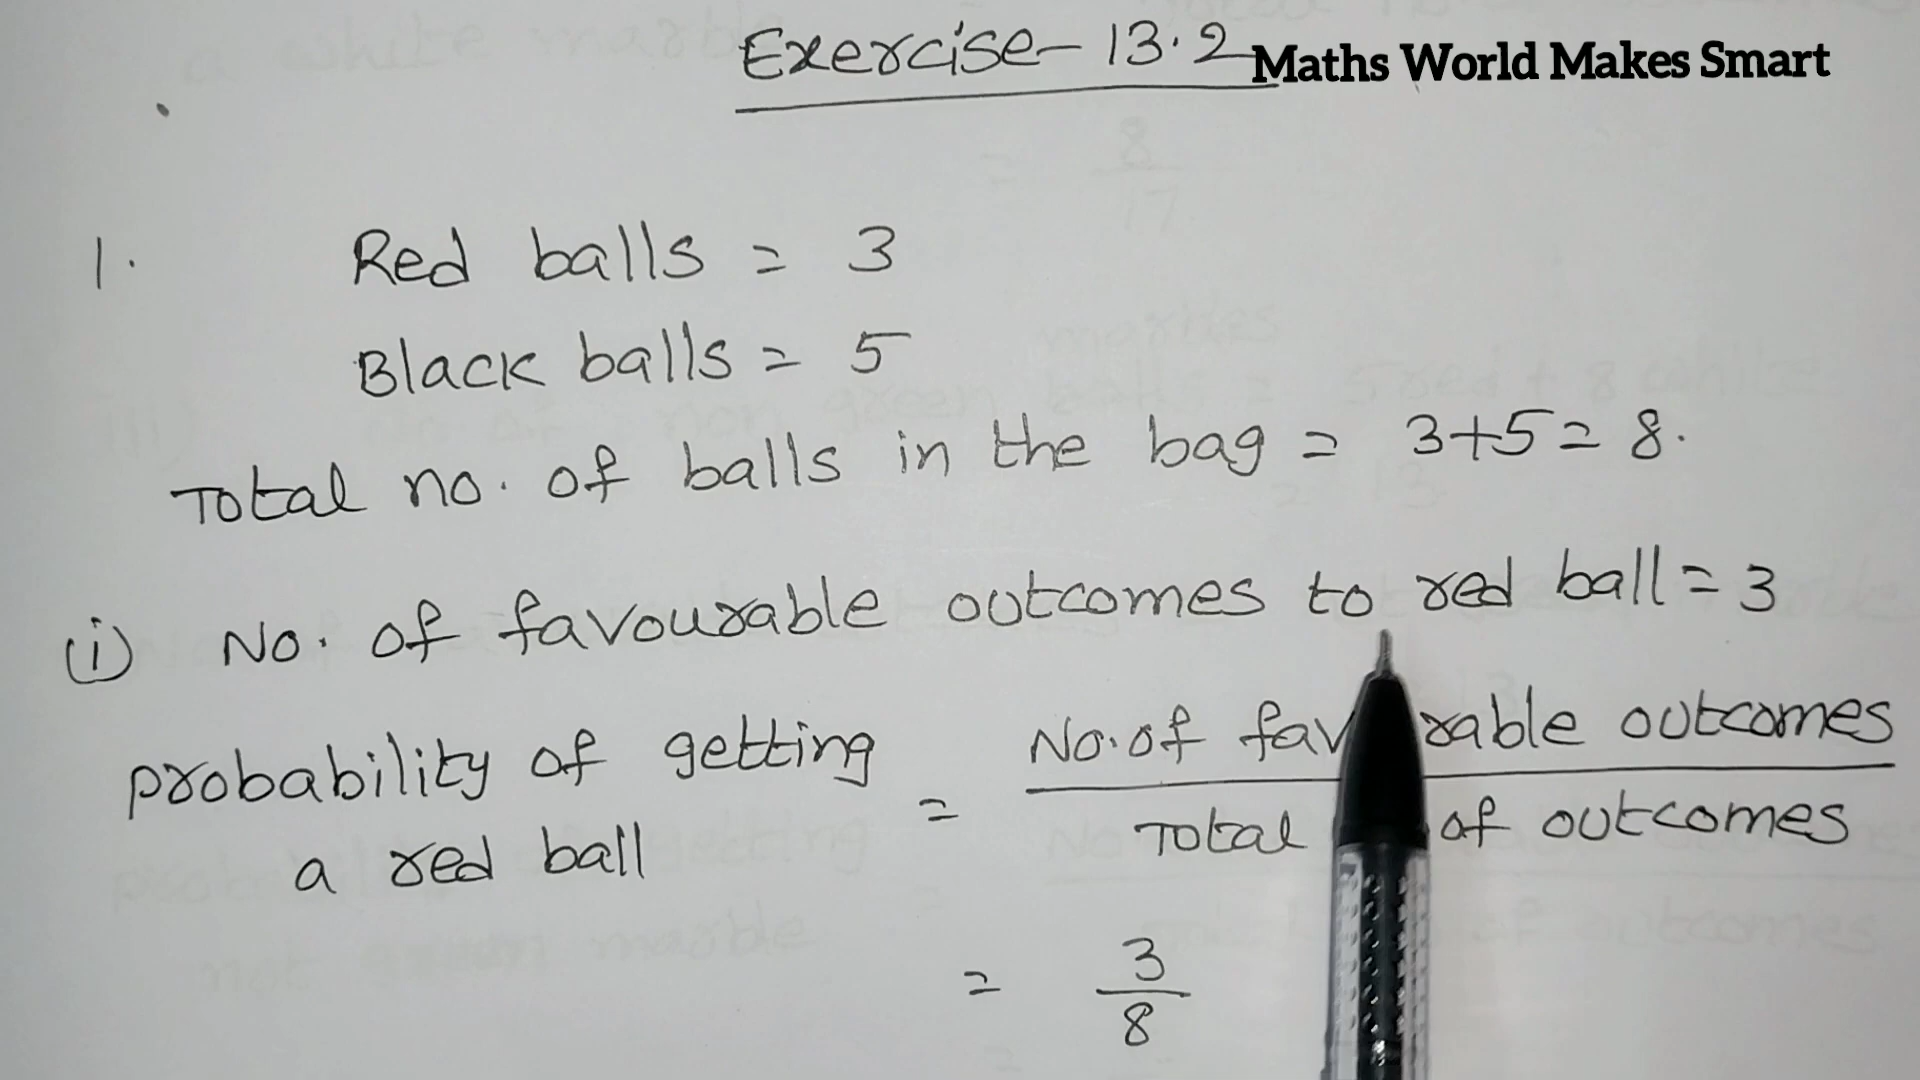 Exercise- 13.2
Maths World Makes Smart
1. Red balls = 3
Black balls = 5
Total no. of balls in the bag = 3+5= 8.
(i) No. of favourable outcomes to red ball = 3
probability of getting a red ball = No. of fav rable outcomes
Total of outcomes
= 3
8